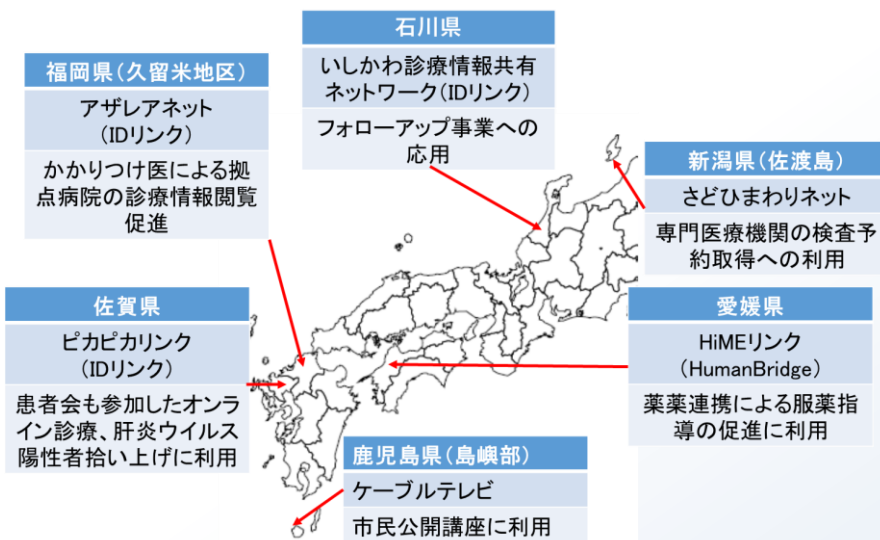 石川県
いしかわ診療情報共有
ネットワーク(IDリンク)
フォローアップ事業への
応用
福岡県(久留米地区)
アザレアネット
(IDリンク)
かかりつけ医による拠
点病院の診療情報閲覧
促進
新潟県(佐渡島)
さどひまわりネット
専門医療機関の検査予
約取得への利用
佐賀県
ピカピカリンク
(IDリンク)
患者会も参加したオンラ
イン診療、肝炎ウイルス
陽性者拾い上げに利用
愛媛県
HiMEリンク
(HumanBridge)
薬薬連携による服薬指
導の促進に利用
鹿児島県(島嶼部)
ケーブルテレビ
市民公開講座に利用